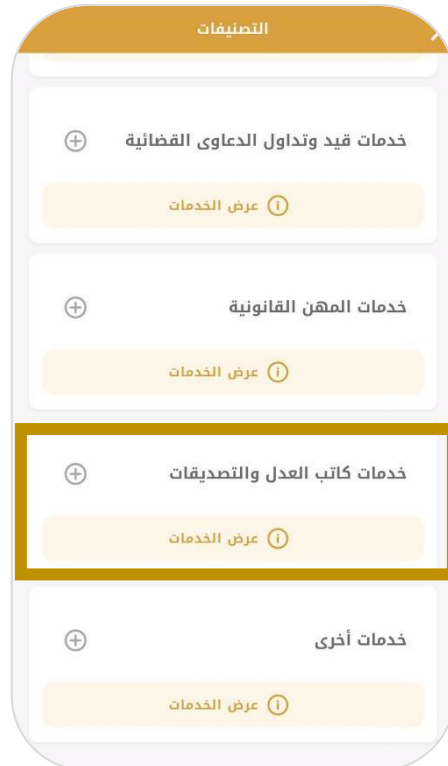 التصنيفات
خدمات قيد وتداول الدعاوى القضائية
عرض الخدمات
خدمات المهن القانونية
عرض الخدمات
خدمات كاتب العدل والتصديقات
عرض الخدمات
خدمات أخرى
عرض الخدمات